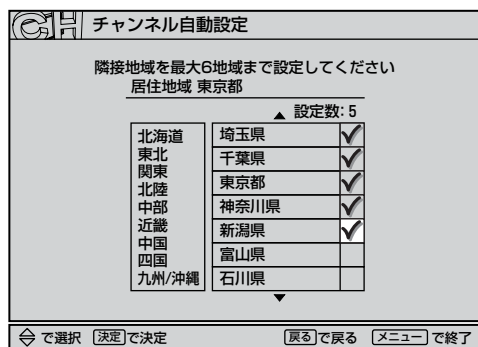 CH チャンネル自動設定
隣接地域を最大6地域まで設定してください
居住地域 東京都
▲ 設定数: 5
北海道
東北
関東
北陸
中部
近畿
中国
四国
九州/沖縄
埼玉県 ✓
千葉県 ✓
東京都 ✓
神奈川県 ✓
新潟県 ✓
富山県
石川県
▼
で選択 決定で決定 戻るで戻る メニューで終了